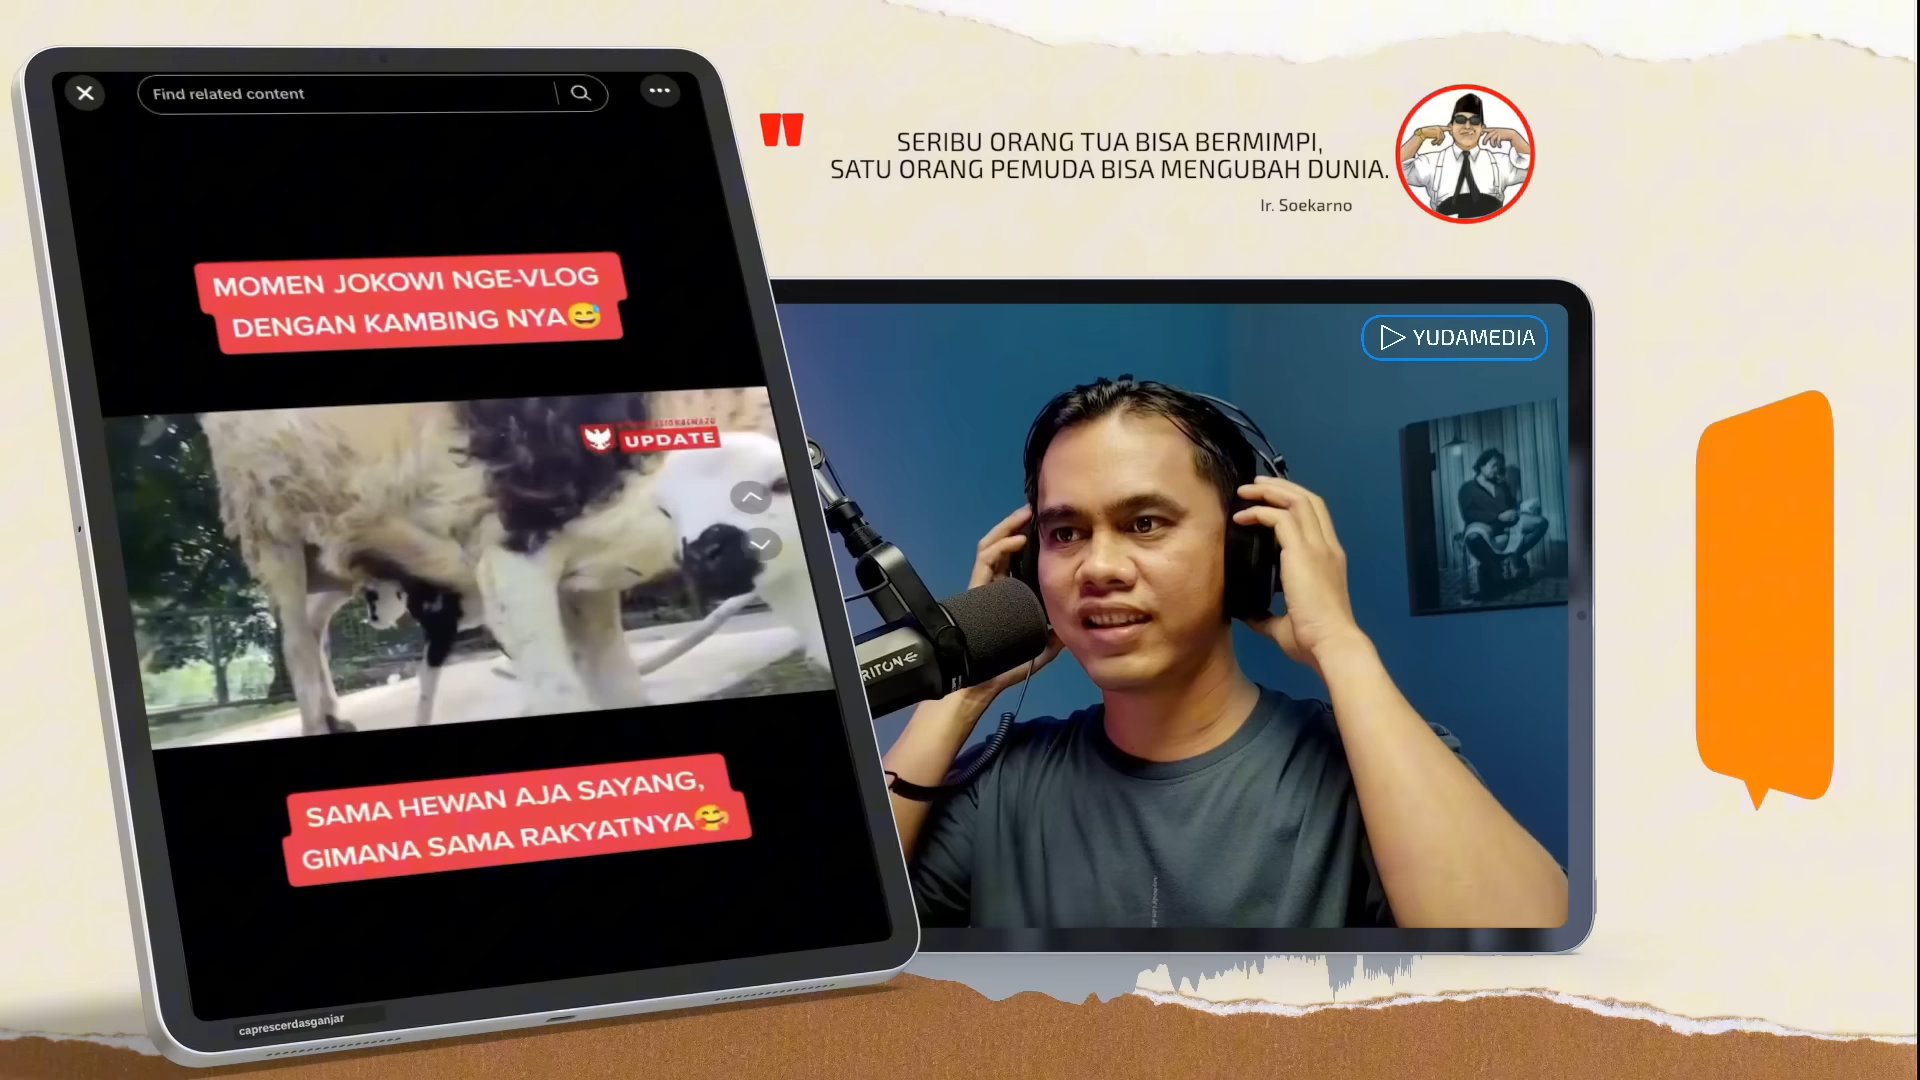 Find related content
MOMEN JOKOWI NGE-VLOG
DENGAN KAMBING NYA😅
UPDATE
SAMA HEWAN AJA SAYANG,
GIMANA SAMA RAKYATNYA🥰
caprescerdasganjar
"
SERIBU ORANG TUA BISA BERMIMPI,
SATU ORANG PEMUDA BISA MENGUBAH DUNIA.
Ir. Soekarno
YUDAMEDIA